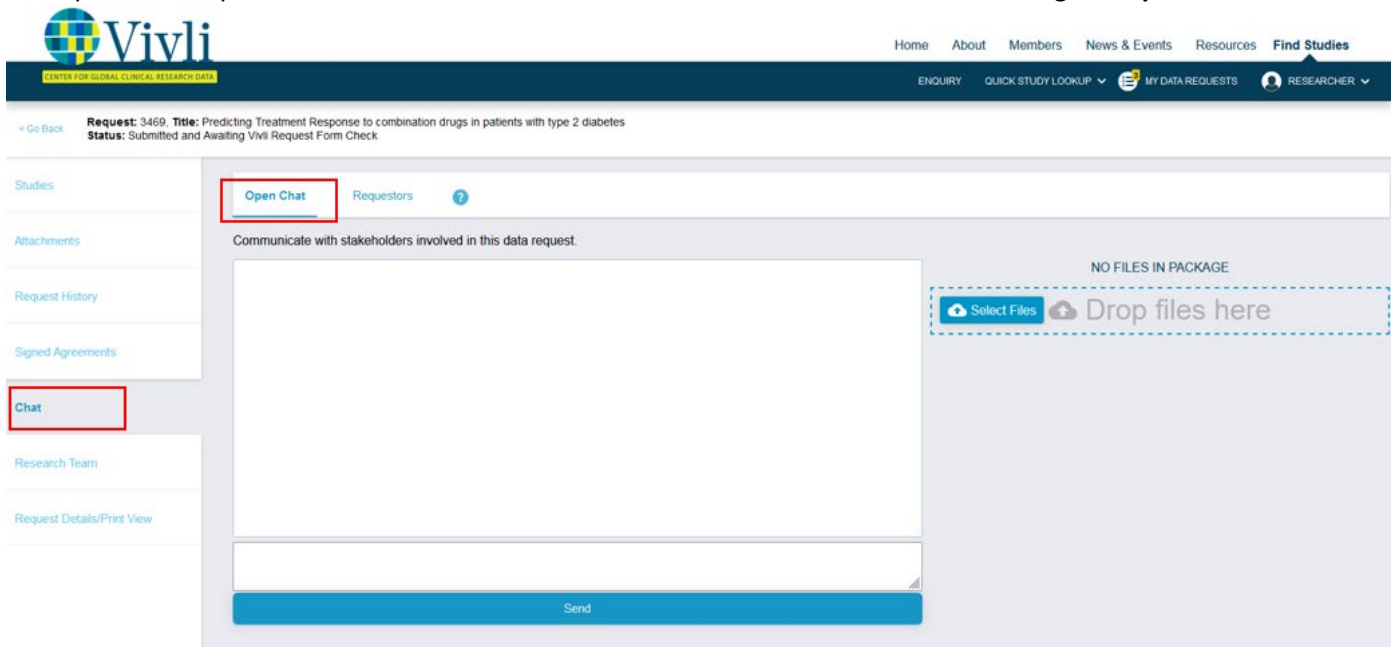 Vivli
CENTER FOR GLOBAL CLINICAL RESEARCH DATA
Home About Members News & Events Resources Find Studies
ENQUIRY QUICK STUDY LOOKUP 3 MY DATA REQUESTS RESEARCHER
< Go Back
Request: 3469, Title: Predicting Treatment Response to combination drugs in patients with type 2 diabetes
Status: Submitted and Awaiting Vivli Request Form Check
Studies
Attachments
Request History
Signed Agreements
Chat
Research Team
Request Details/Print View
Open Chat Requestors ?
Communicate with stakeholders involved in this data request.
NO FILES IN PACKAGE
Select Files Drop files here
Send